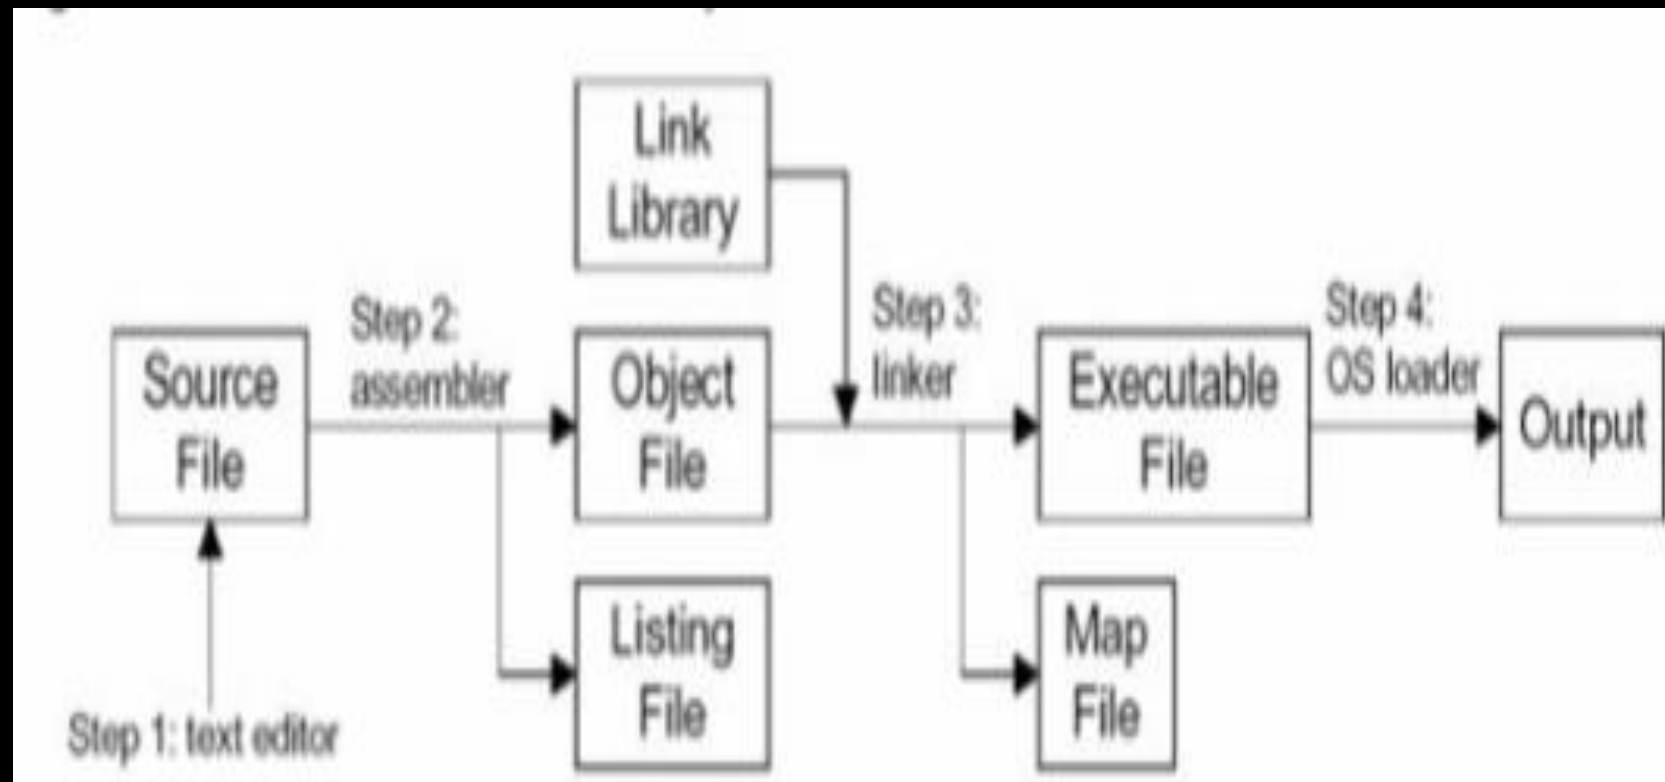 Link
Library
Step 2:
assembler
Step 3:
linker
Step 4:
OS loader
Source
File
Object
File
Executable
File
Output
Listing
File
Map
File
Step 1: text editor